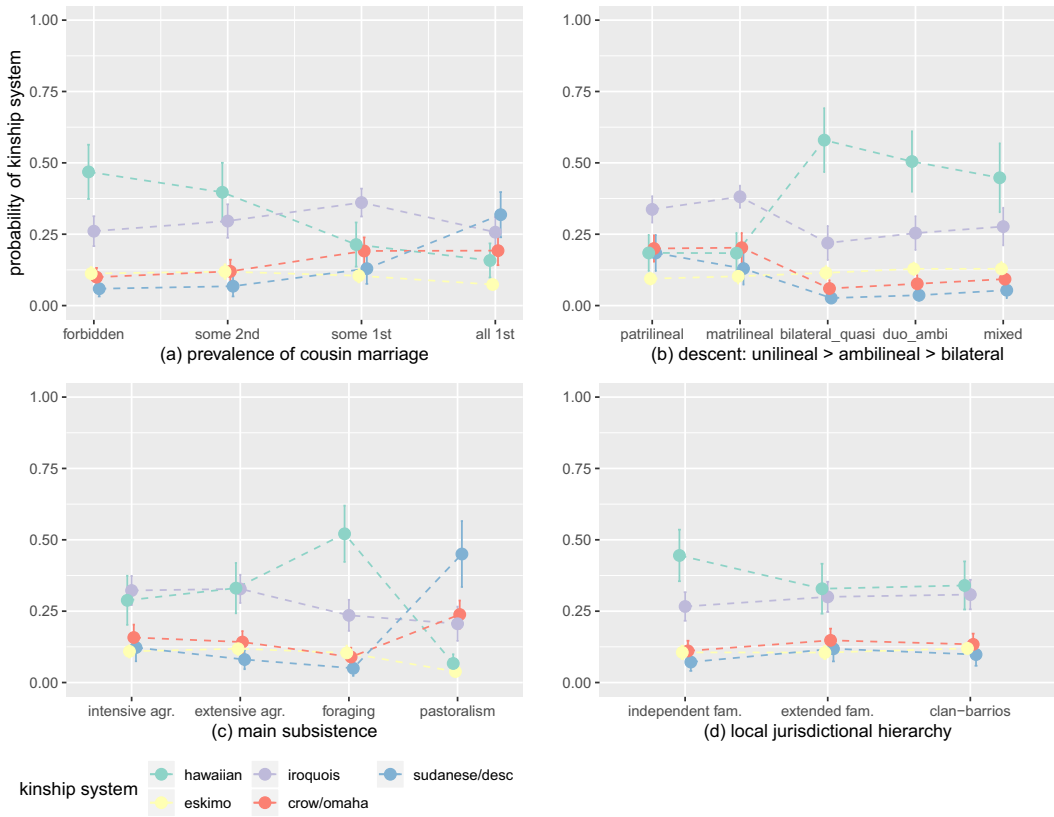 probability of kinship system
1.00
0.75
0.50
0.25
0.00
forbidden some 2nd some 1st all 1st
(a) prevalence of cousin marriage
1.00
0.75
0.50
0.25
0.00
patrilineal matrilineal bilateral_quasi duo_ambi mixed
(b) descent: unilineal > ambilineal > bilateral
1.00
0.75
0.50
0.25
0.00
intensive agr. extensive agr. foraging pastoralism
(c) main subsistence
1.00
0.75
0.50
0.25
0.00
independent fam. extended fam. clan−barrios
(d) local jurisdictional hierarchy
kinship system
hawaiian iroquois sudanese/desc
eskimo crow/omaha